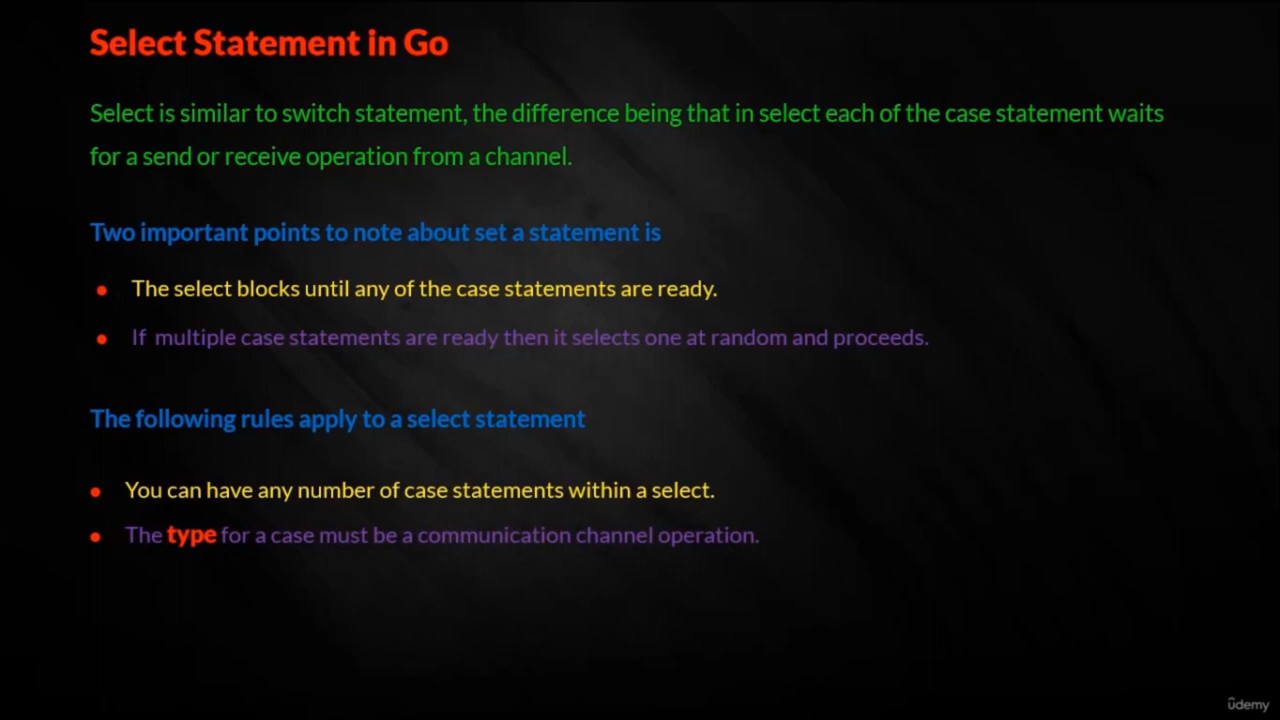 Select Statement in Go
Select is similar to switch statement, the difference being that in select each of the case statement waits
for a send or receive operation from a channel.
Two important points to note about set a statement is
• The select blocks until any of the case statements are ready.
• If multiple case statements are ready then it selects one at random and proceeds.
The following rules apply to a select statement
• You can have any number of case statements within a select.
• The type for a case must be a communication channel operation.
ûdemy